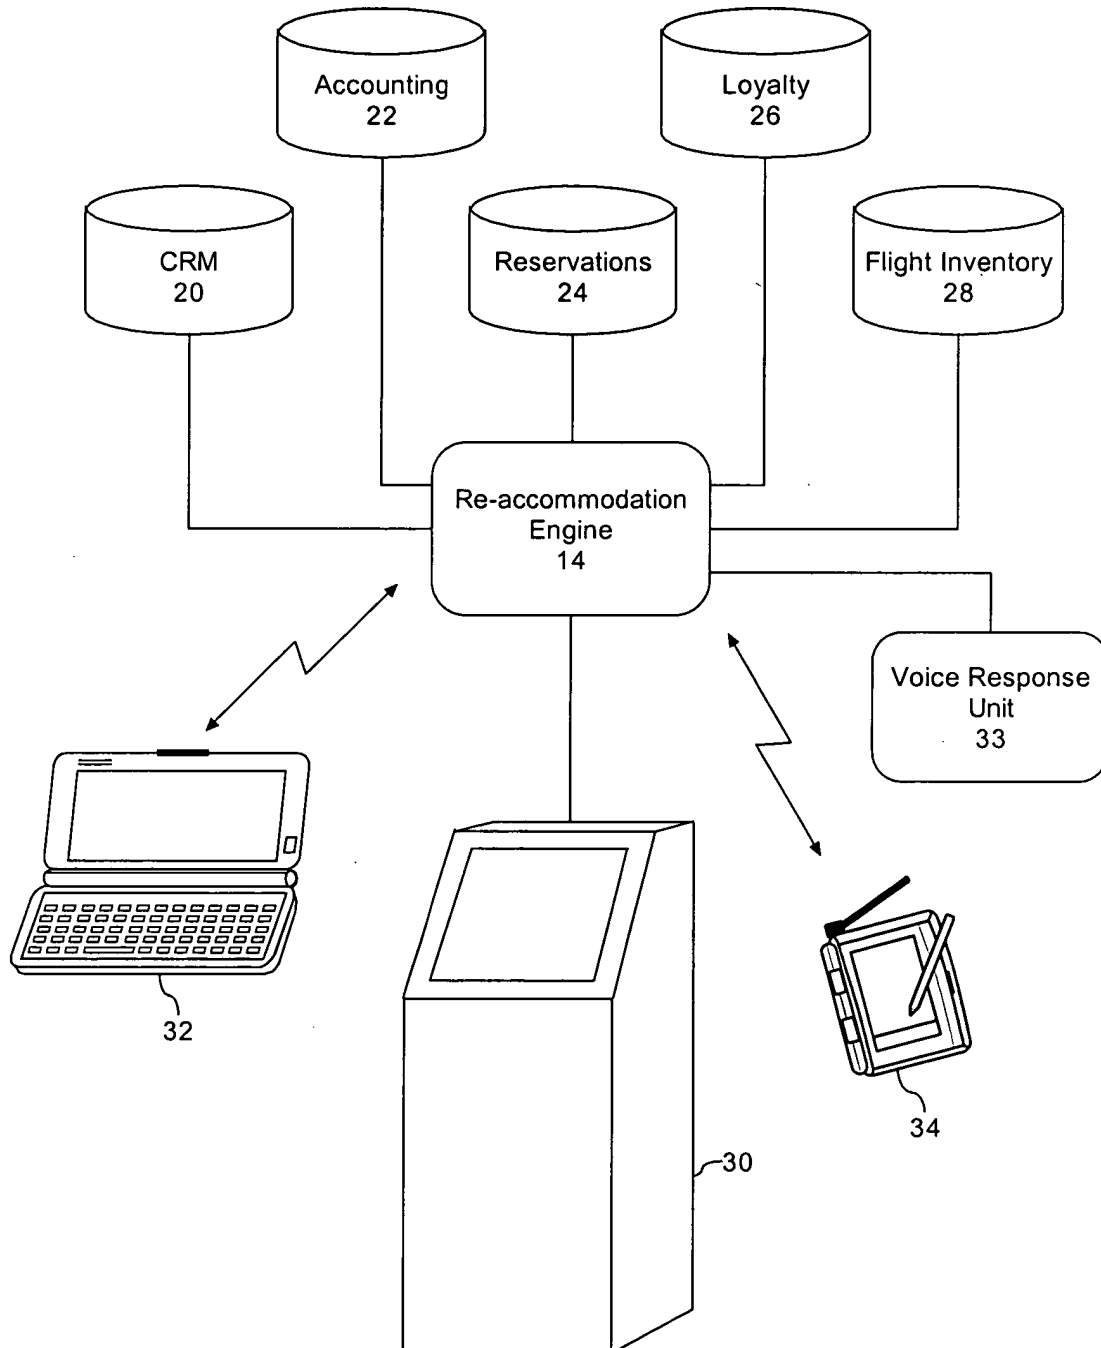 Accounting
22
Loyalty
26
CRM
20
Reservations
24
Flight Inventory
28
Re-accommodation
Engine
14
Voice Response
Unit
33
32
34
30